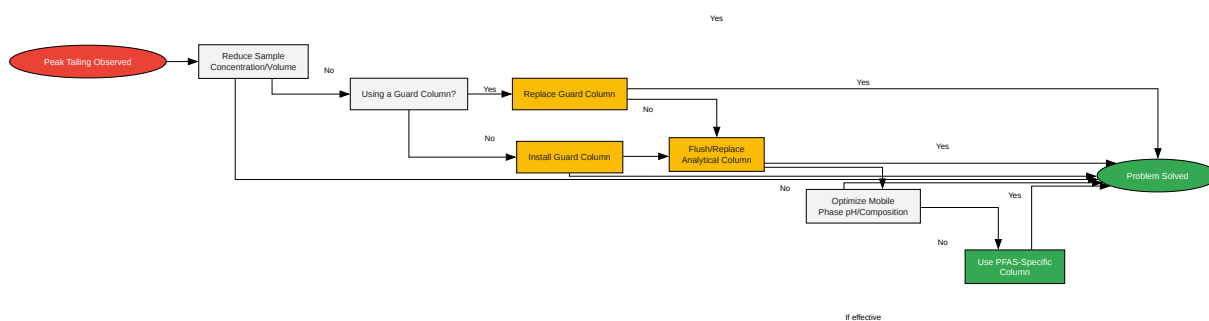 Yes
Peak Tailing Observed
Reduce Sample
Concentration/Volume
No
Using a Guard Column?
Yes
Replace Guard Column
Yes
No
No
Install Guard Column
Flush/Replace
Analytical Column
Yes
Problem Solved
No
Optimize Mobile
Phase pH/Composition
Yes
No
Use PFAS-Specific
Column
If effective